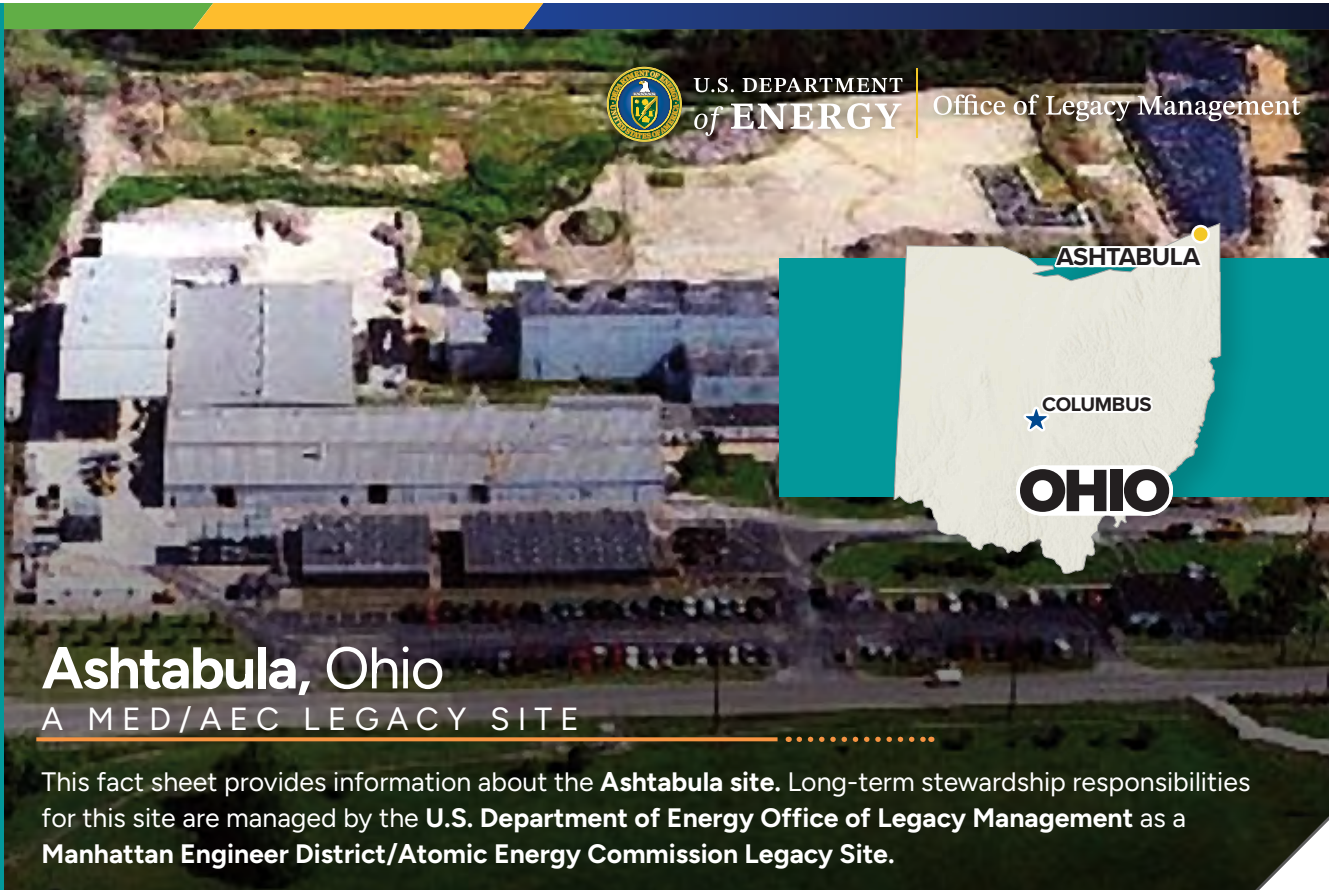 U.S. DEPARTMENT
of ENERGY
Office of Legacy Management
ASHTABULA
COLUMBUS
OHIO
Ashtabula, Ohio
A MED/AEC LEGACY SITE
This fact sheet provides information about the Ashtabula site. Long-term stewardship responsibilities
for this site are managed by the U.S. Department of Energy Office of Legacy Management as a
Manhattan Engineer District/Atomic Energy Commission Legacy Site.